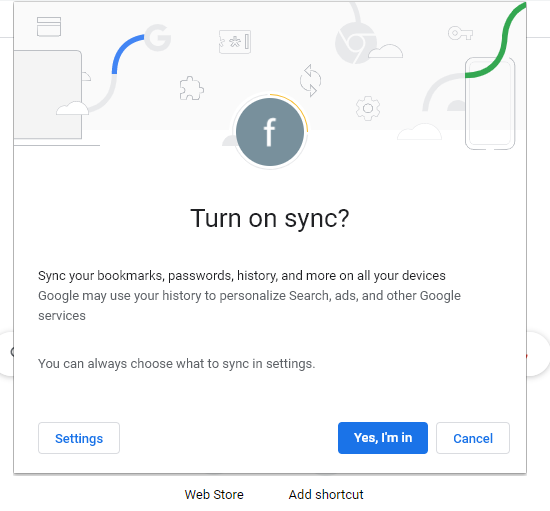 f
Turn on sync?
Sync your bookmarks, passwords, history, and more on all your devices
Google may use your history to personalize Search, ads, and other Google
services
You can always choose what to sync in settings.
Settings
Yes, I'm in
Cancel
Web Store
Add shortcut